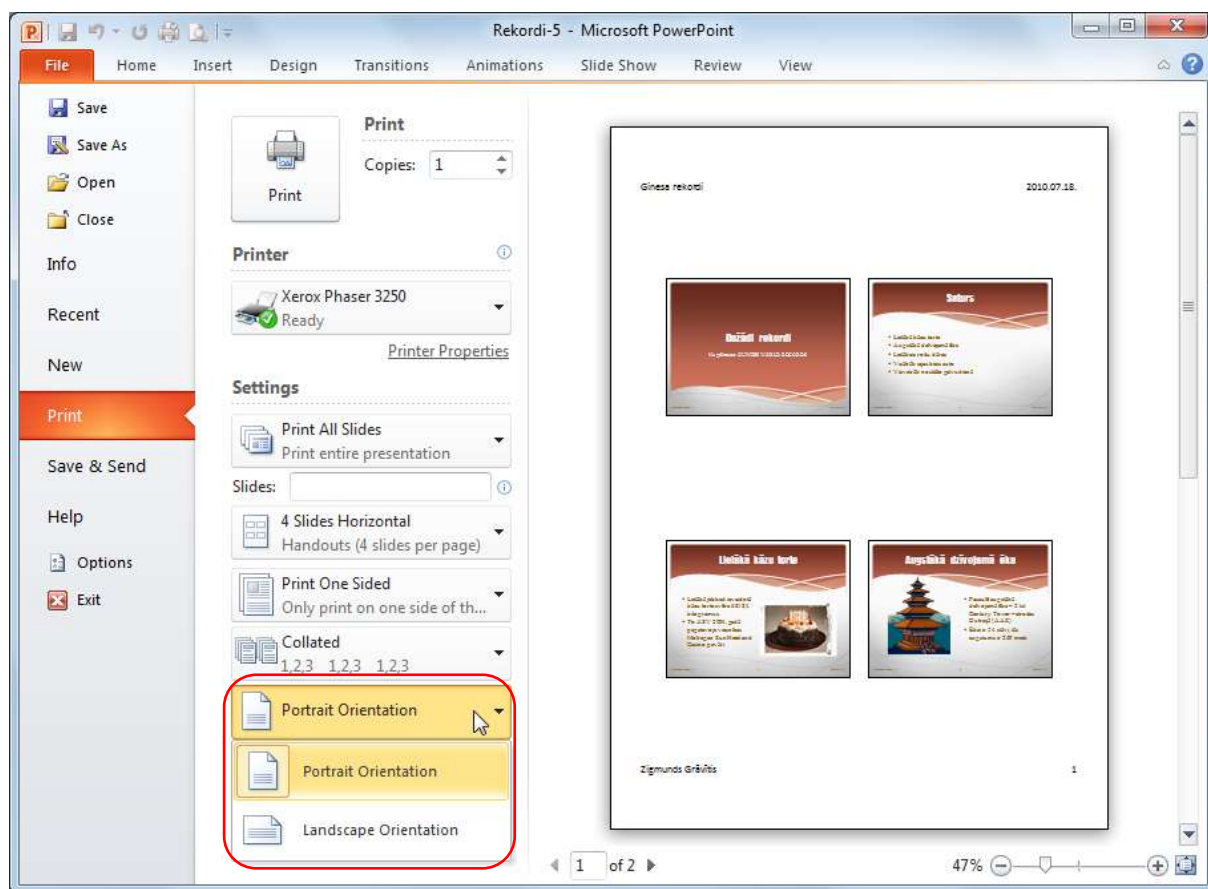 Rekordi-5 - Microsoft PowerPoint
File Home Insert Design Transitions Animations Slide Show Review View
Save
Save As
Open
Close
Info
Recent
New
Print
Save & Send
Help
Options
Exit
Print
Print
Copies: 1
Printer
Xerox Phaser 3250
Ready
Printer Properties
Settings
Print All Slides
Print entire presentation
Slides:
4 Slides Horizontal
Handouts (4 slides per page)
Print One Sided
Only print on one side of th...
Collated
1,2,3 1,2,3 1,2,3
Portrait Orientation
Portrait Orientation
Landscape Orientation
Ginesa rekordi 2010.07.18.
Dažādi rekordi
Saturs
Lielākā kāzu torte
Augstākā dzīvojamā ēka
Zigmunds Grāvītis 1
1 of 2
47%